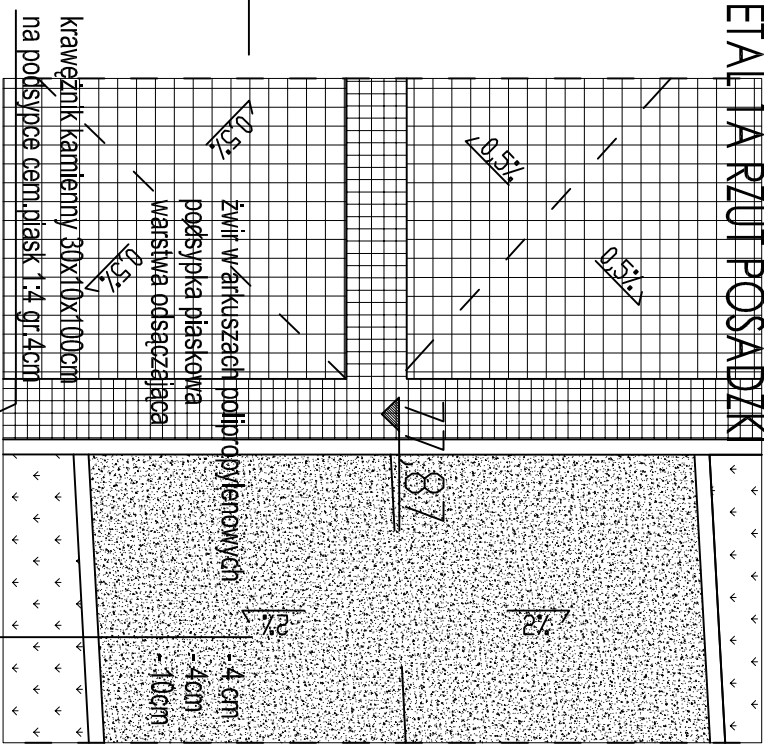 ETAL 1A RZUT POSADZKI
0,5%
0,5%
0,5%
0,5%
77,87
żwir w arkuszach polipropylenowych - 4 cm
podsypka piaskowa - 4cm
warstwa odsączająca - 10cm
2%
2%
krawężnik kamienny 30x10x100cm
na podsypce cem.piask 1:4 gr.4cm